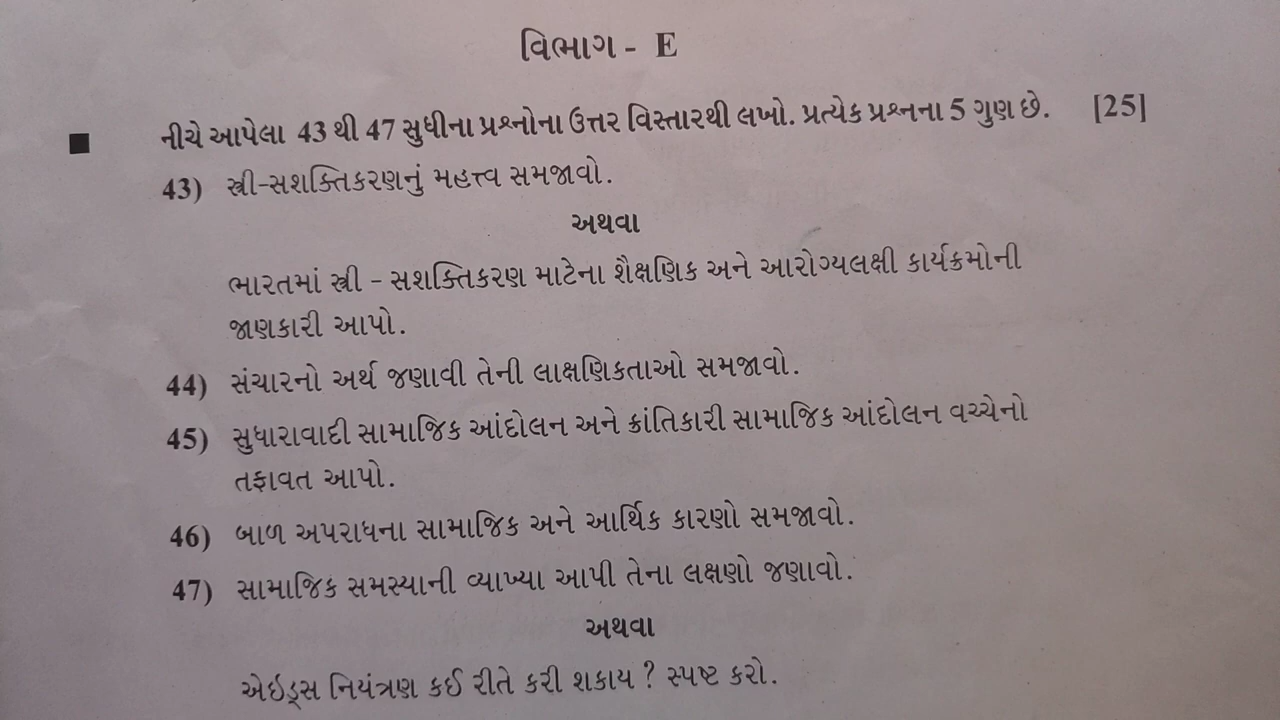 વિભાગ - E
■ નીચે આપેલા 43 થી 47 સુધીના પ્રશ્નોના ઉત્તર વિસ્તારથી લખો. પ્રત્યેક પ્રશ્નના 5 ગુણ છે. [25]
43) સ્ત્રી-સશક્તિકરણનું મહત્ત્વ સમજાવો.
અથવા
ભારતમાં સ્ત્રી - સશક્તિકરણ માટેના શૈક્ષણિક અને આરોગ્યલક્ષી કાર્યક્રમોની
જાણકારી આપો.
44) સંચારનો અર્થ જણાવી તેની લાક્ષણિકતાઓ સમજાવો.
45) સુધારાવાદી સામાજિક આંદોલન અને ક્રાંતિકારી સામાજિક આંદોલન વચ્ચેનો
તફાવત આપો.
46) બાળ અપરાધના સામાજિક અને આર્થિક કારણો સમજાવો.
47) સામાજિક સમસ્યાની વ્યાખ્યા આપી તેના લક્ષણો જણાવો.
અથવા
એઇડ્સ નિયંત્રણ કઈ રીતે કરી શકાય ? સ્પષ્ટ કરો.